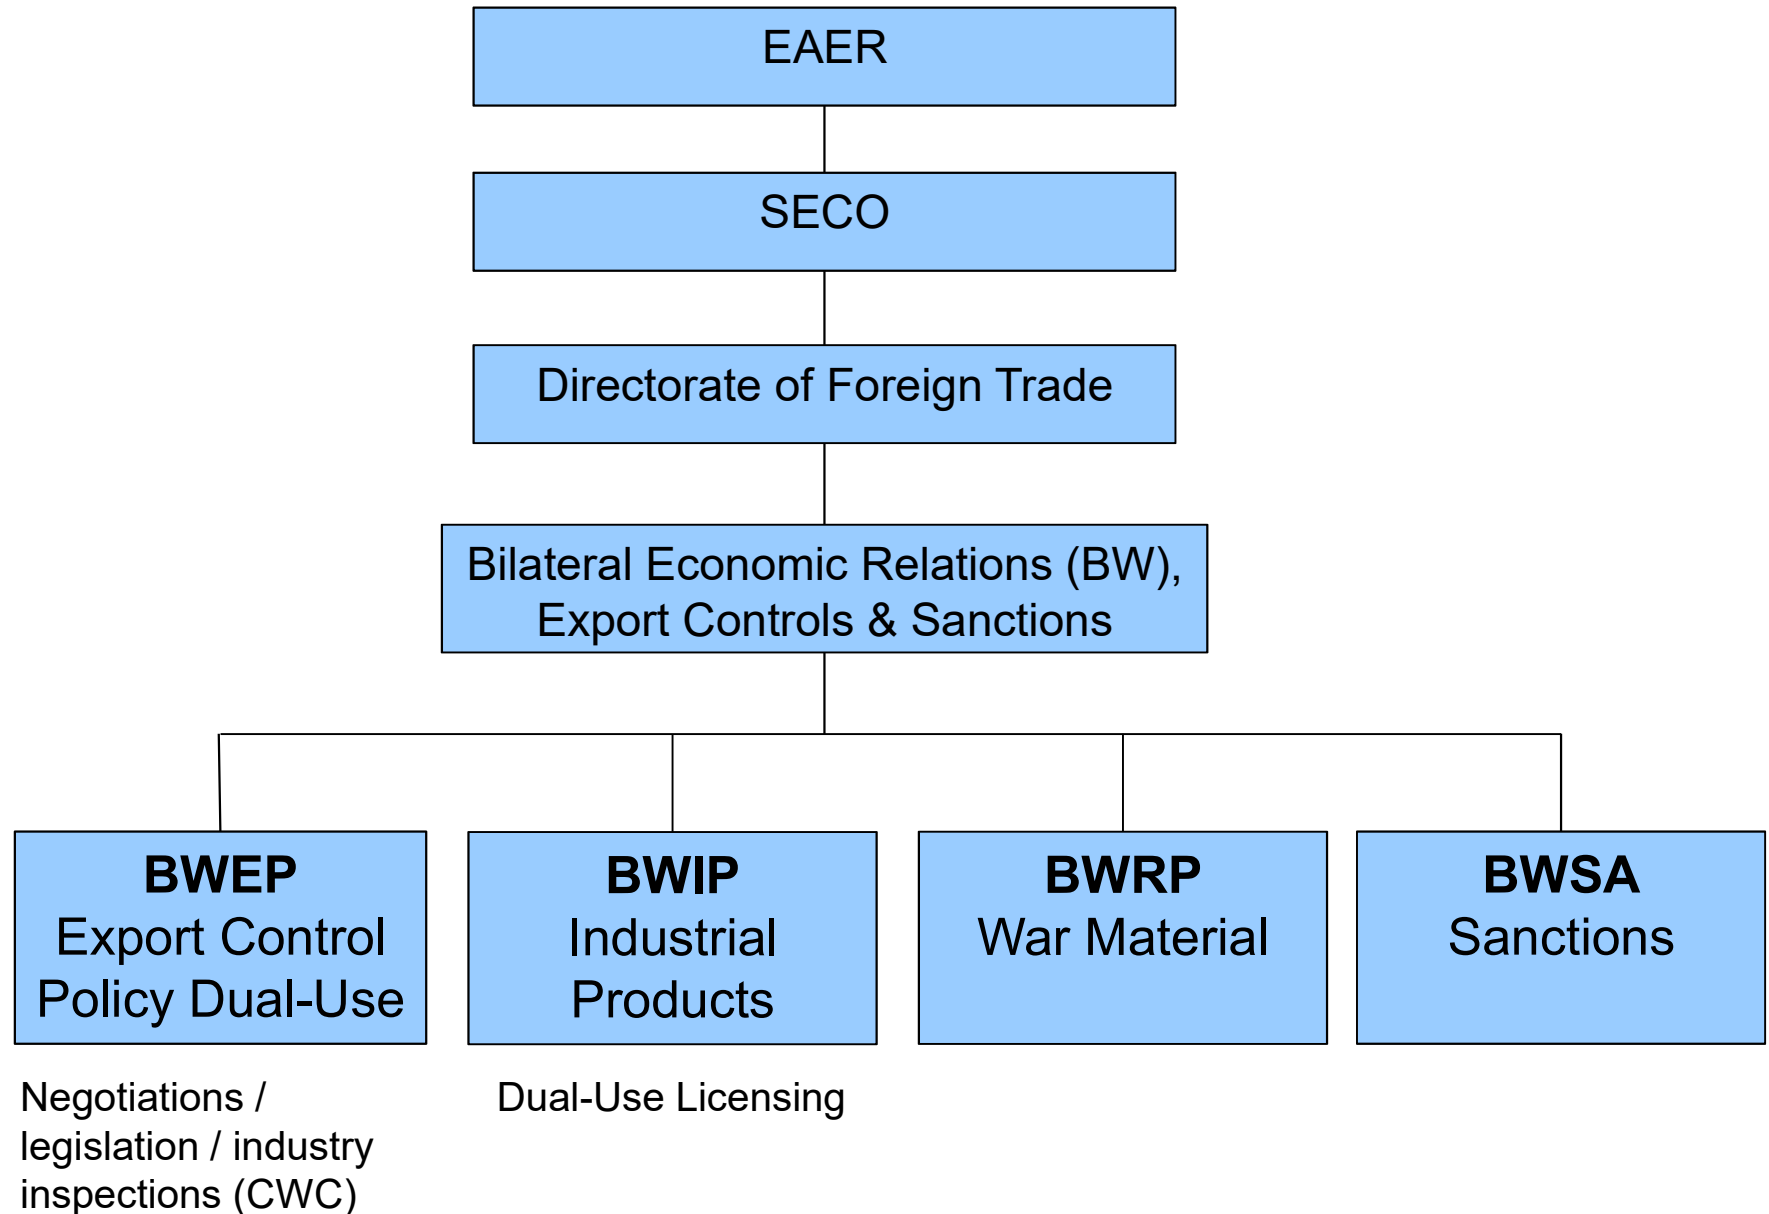 EAER
SECO
Directorate of Foreign Trade
Bilateral Economic Relations (BW),
Export Controls & Sanctions
BWEP
Export Control
Policy Dual-Use
BWIP
Industrial
Products
BWRP
War Material
BWSA
Sanctions
Negotiations /
legislation / industry
inspections (CWC)
Dual-Use Licensing